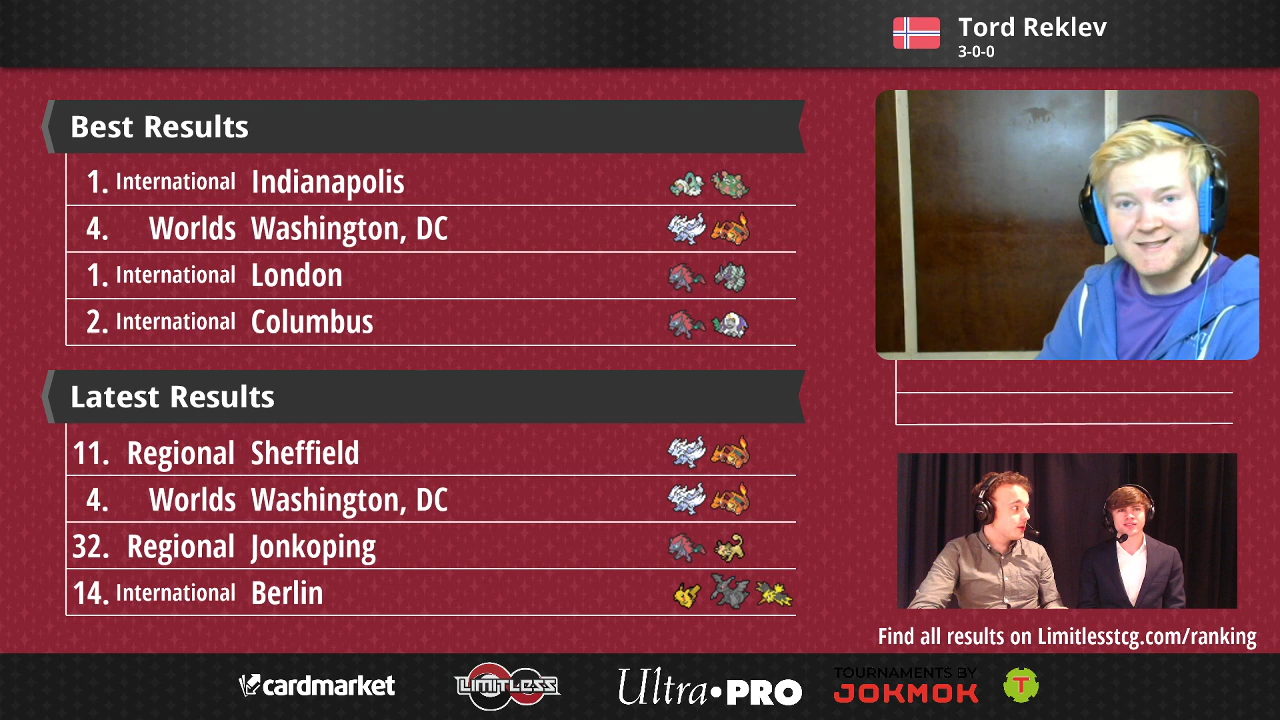 Tord Reklev
3-0-0
Best Results
1. International Indianapolis
4. Worlds Washington, DC
1. International London
2. International Columbus
Latest Results
11. Regional Sheffield
4. Worlds Washington, DC
32. Regional Jonkoping
14. International Berlin
Find all results on Limitlesstcg.com/ranking
cardmarket
LIMITLESS
Ultra•PRO
TOURNAMENTS BY
JOKMOK
T